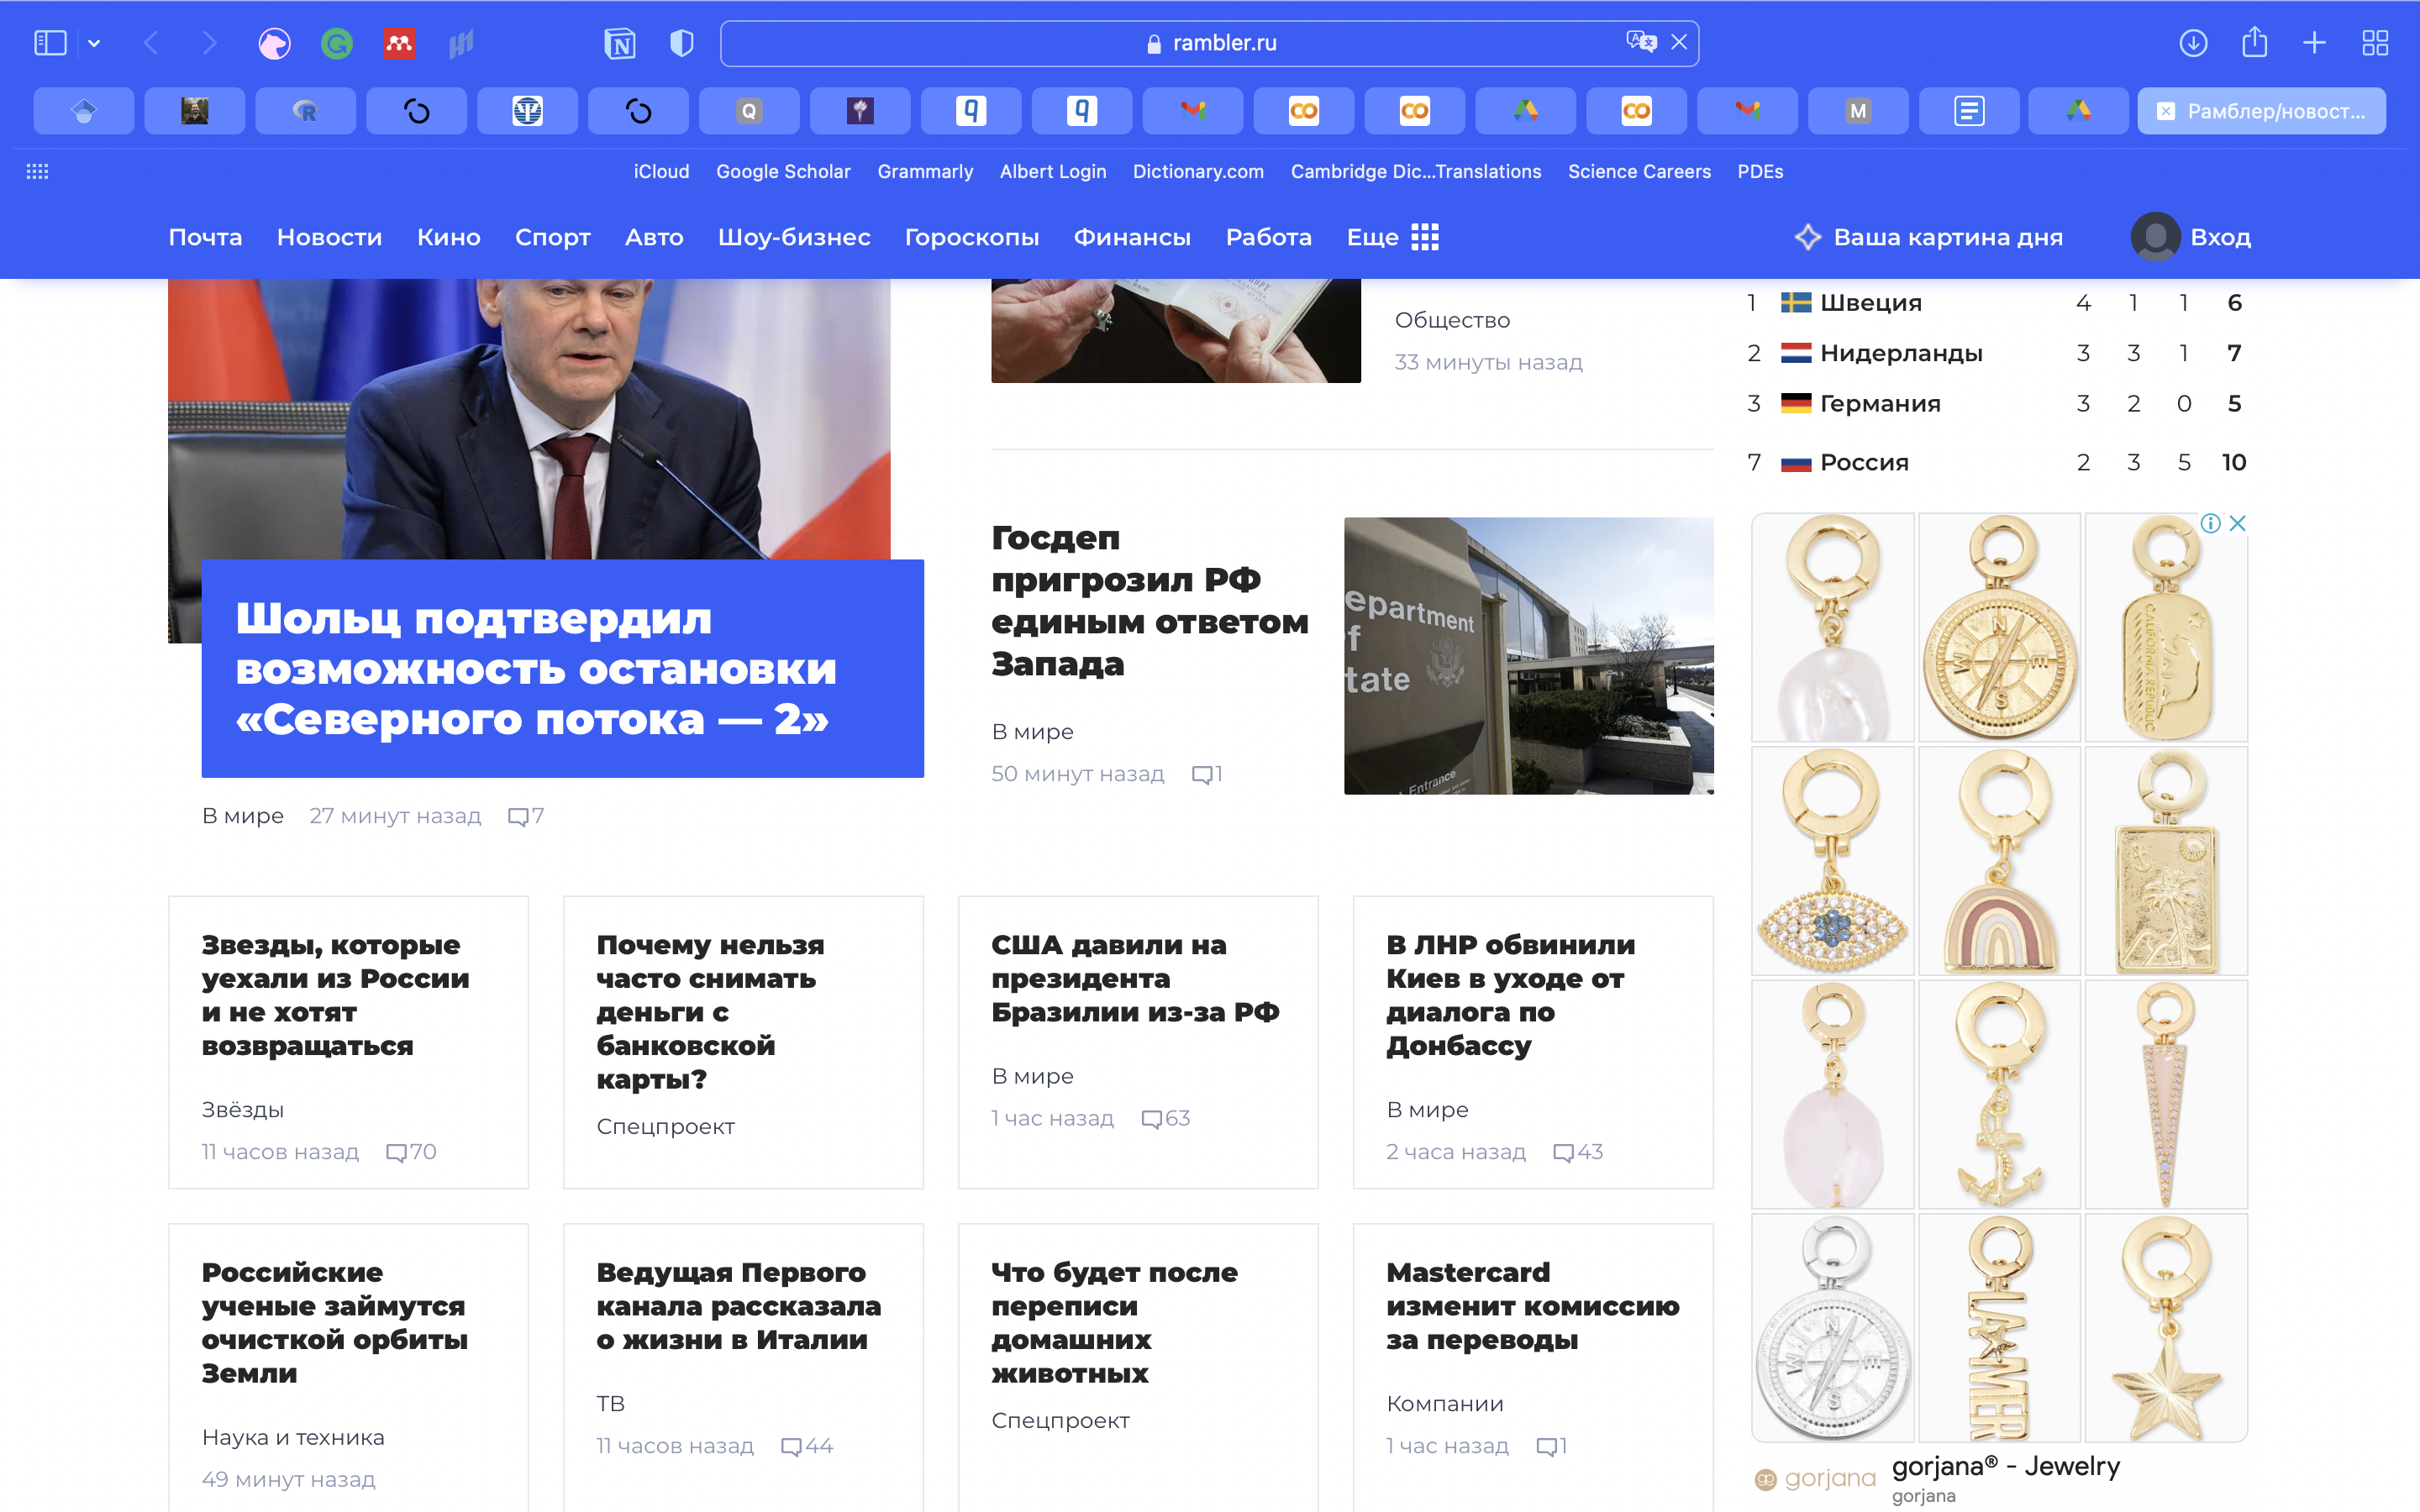 rambler.ru
Q
M
Рамблер/новост...
iCloud Google Scholar Grammarly Albert Login Dictionary.com Cambridge Dic...Translations Science Careers PDEs
Почта Новости Кино Спорт Авто Шоу-бизнес Гороскопы Финансы Работа Еще Ваша картина дня Вход
Общество
33 минуты назад
1 Швеция 4 1 1 6
2 Нидерланды 3 3 1 7
3 Германия 3 2 0 5
7 Россия 2 3 5 10
Шольц подтвердил
возможность остановки
«Северного потока — 2»
В мире 27 минут назад 7
Госдеп
пригрозил РФ
единым ответом
Запада
В мире
50 минут назад 1
epartment
f
tate
Entrance
Звезды, которые
уехали из России
и не хотят
возвращаться
Звёзды
11 часов назад 70
Почему нельзя
часто снимать
деньги с
банковской
карты?
Спецпроект
США давили на
президента
Бразилии из-за РФ
В мире
1 час назад 63
В ЛНР обвинили
Киев в уходе от
диалога по
Донбассу
В мире
2 часа назад 43
Российские
ученые займутся
очисткой орбиты
Земли
Наука и техника
49 минут назад
Ведущая Первого
канала рассказала
о жизни в Италии
ТВ
11 часов назад 44
Что будет после
переписи
домашних
животных
Спецпроект
Mastercard
изменит комиссию
за переводы
Компании
1 час назад 1
N
E
S
W
CALIFORNIA REPUBLIC
N
E
S
W
gorjana
gorjana® - Jewelry
gorjana